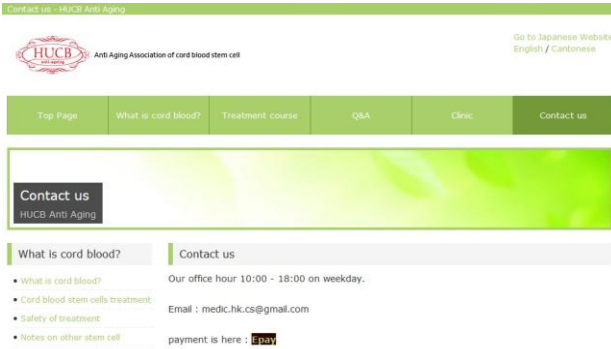 Contact us - HUCB Anti Aging
HUCB
anti-ageing
Anti Aging Association of cord blood stem cell
Go to Japanese Website
English / Cantonese
Top Page
What is cord blood?
Treatment course
Q&A
Clinic
Contact us
Contact us
HUCB Anti Aging
What is cord blood?
• What is cord blood?
• Cord blood stem cells treatment
• Safety of treatment
• Notes on other stem cell
Contact us
Our office hour 10:00 - 18:00 on weekday.
Email : medic.hk.cs@gmail.com
payment is here : Epay